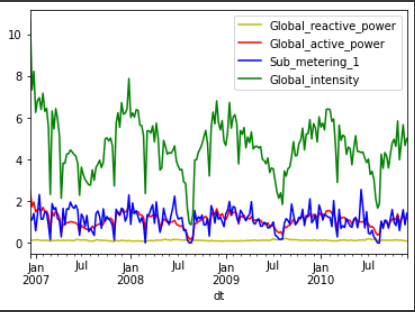 Global_reactive_power
Global_active_power
Sub_metering_1
Global_intensity
10
8
6
4
2
0
Jan Jul Jan Jul Jan Jul Jan Jul
2007 2008 2009 2010
dt